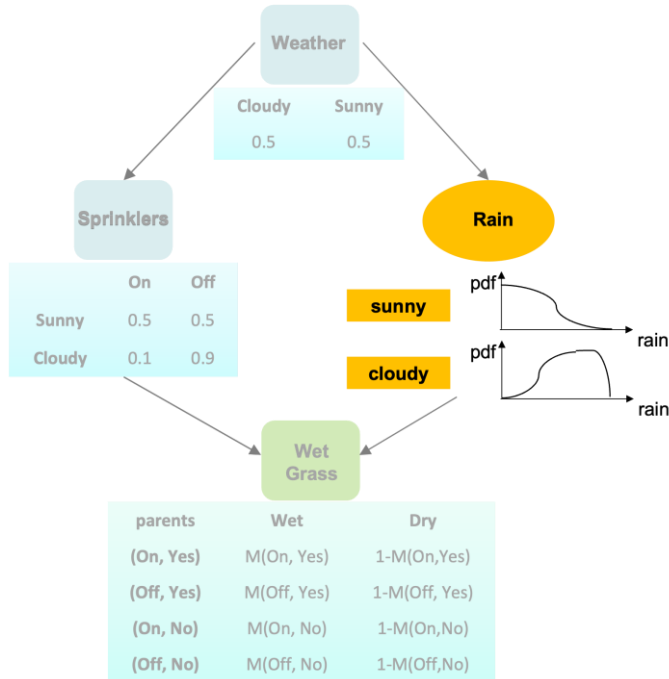 Weather
Cloudy Sunny
0.5 0.5
Sprinklers
On Off
Sunny 0.5 0.5
Cloudy 0.1 0.9
Rain
sunny
pdf
rain
cloudy
pdf
rain
Wet
Grass
parents Wet Dry
(On, Yes) M(On, Yes) 1-M(On,Yes)
(Off, Yes) M(Off, Yes) 1-M(Off, Yes)
(On, No) M(On, No) 1-M(On,No)
(Off, No) M(Off, No) 1-M(Off,No)